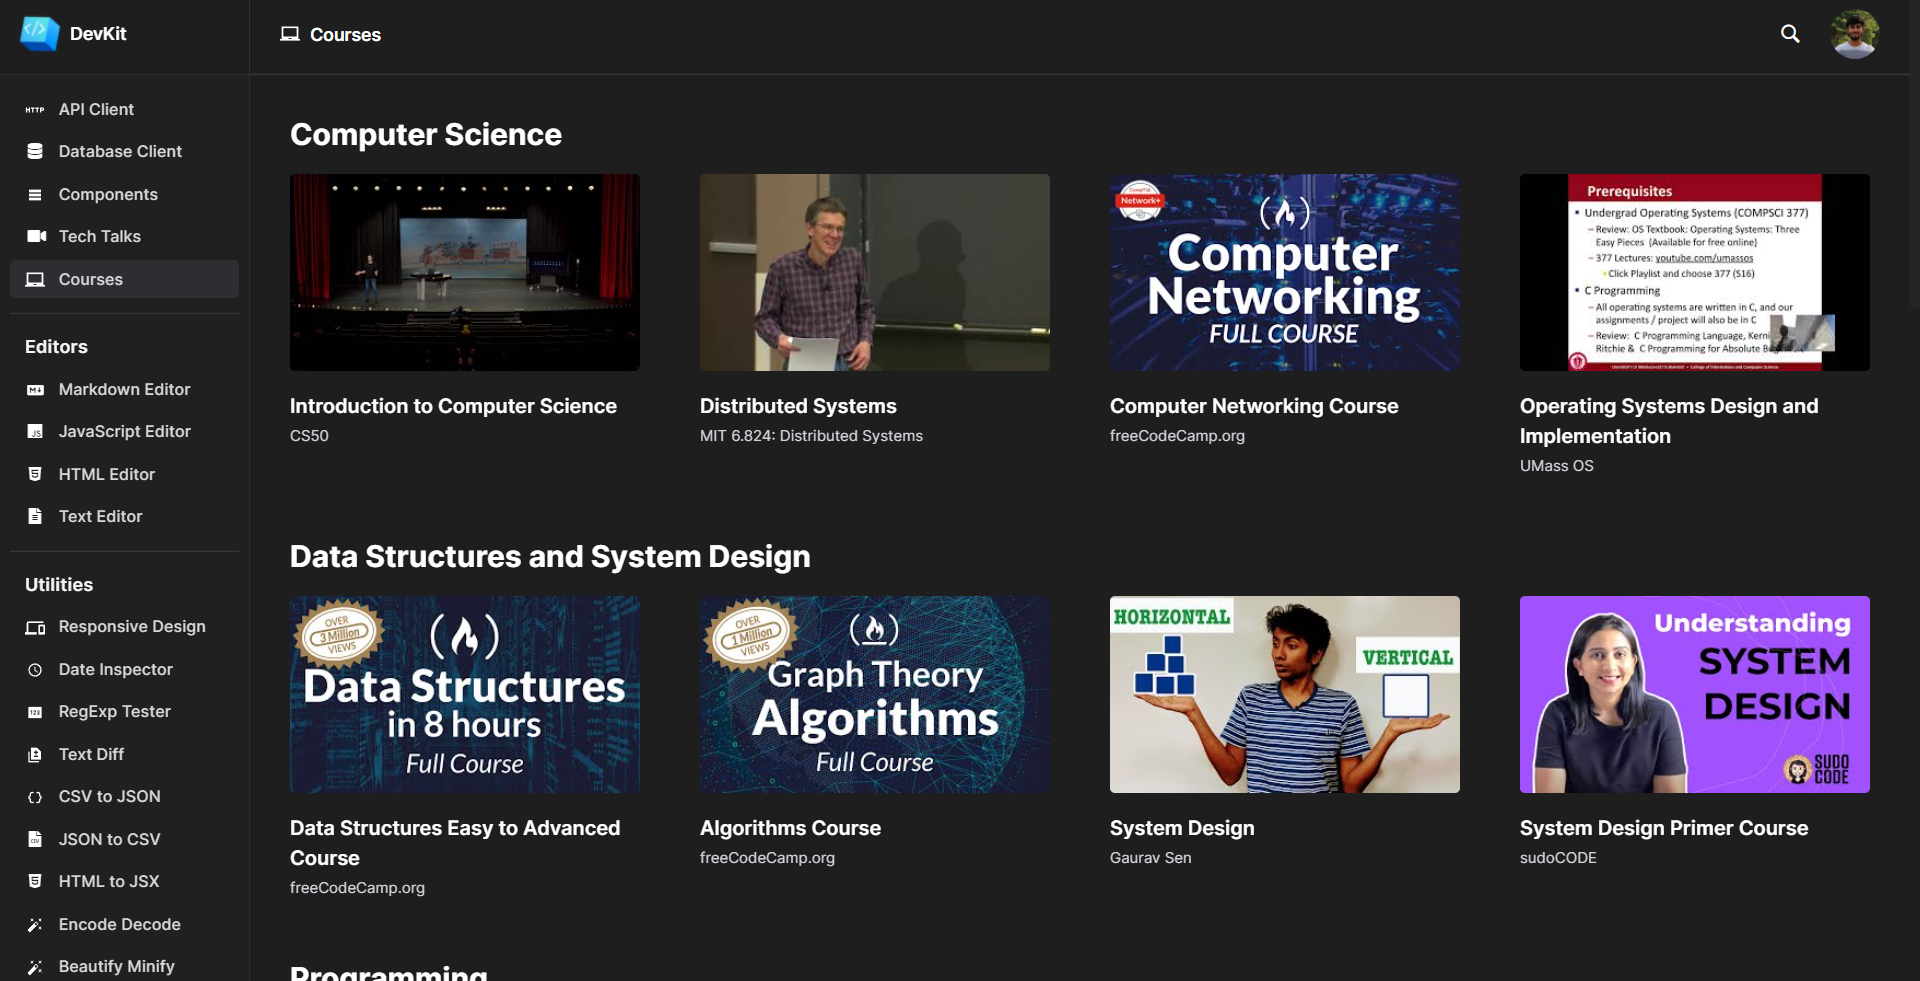 DevKit
Courses
API Client
Database Client
Components
Tech Talks
Courses
Editors
Markdown Editor
JavaScript Editor
HTML Editor
Text Editor
Utilities
Responsive Design
Date Inspector
RegExp Tester
Text Diff
CSV to JSON
JSON to CSV
HTML to JSX
Encode Decode
Beautify Minify
Computer Science
CompTIA
Network+
Computer
Networking
FULL COURSE
Prerequisites
Undergrad Operating Systems (COMPSCI 377)
– Review: OS Textbook: Operating Systems: Three
Easy Pieces (Available for free online)
– 377 Lectures: youtube.com/umassos
Click Playlist and choose 377 (S16)
C Programming
– All operating systems are written in C, and our
assignments / project will also be in C
– Review: C Programming Language,
Ritchie & C Programming for Absolute
Introduction to Computer Science
CS50
Distributed Systems
MIT 6.824: Distributed Systems
Computer Networking Course
freeCodeCamp.org
Operating Systems Design and
Implementation
UMass OS
Data Structures and System Design
OVER
3 Million
VIEWS
Data Structures
in 8 hours
Full Course
OVER
1 Million
VIEWS
Graph Theory
Algorithms
Full Course
HORIZONTAL
VERTICAL
Understanding
SYSTEM
DESIGN
SUDO
CODE
Data Structures Easy to Advanced
Course
freeCodeCamp.org
Algorithms Course
freeCodeCamp.org
System Design
Gaurav Sen
System Design Primer Course
sudoCODE
Programming